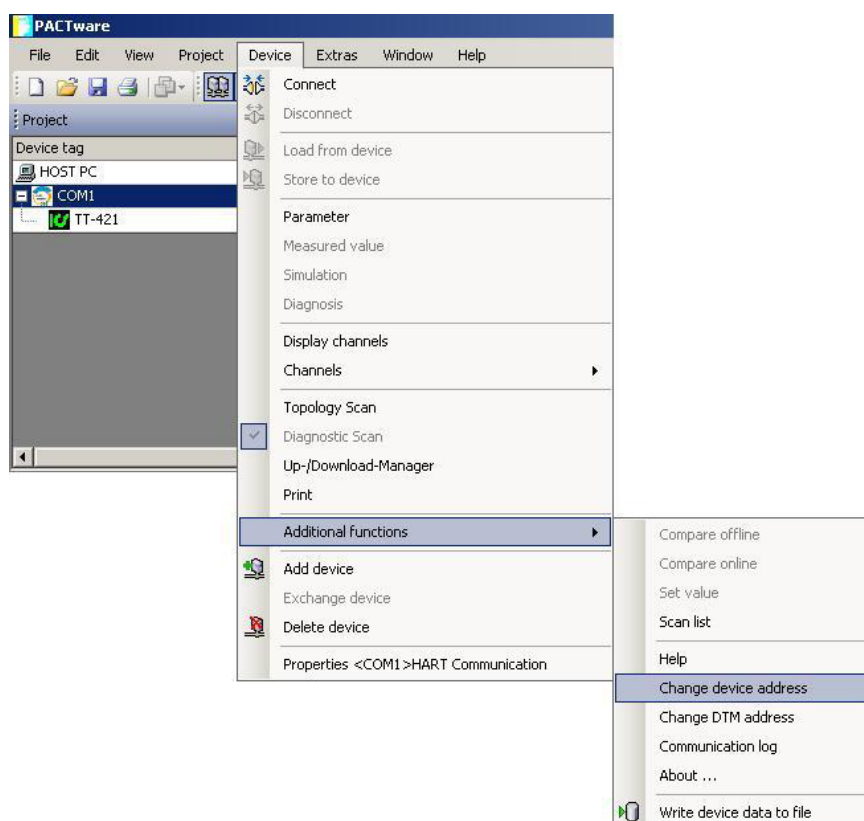 PACTware
File Edit View Project Device Extras Window Help
Project
Device tag
HOST PC
COM1
TT-421
Connect
Disconnect
Load from device
Store to device
Parameter
Measured value
Simulation
Diagnosis
Display channels
Channels
Topology Scan
Diagnostic Scan
Up-/Download-Manager
Print
Additional functions
Add device
Exchange device
Delete device
Properties <COM1>HART Communication
Compare offline
Compare online
Set value
Scan list
Help
Change device address
Change DTM address
Communication log
About ...
Write device data to file